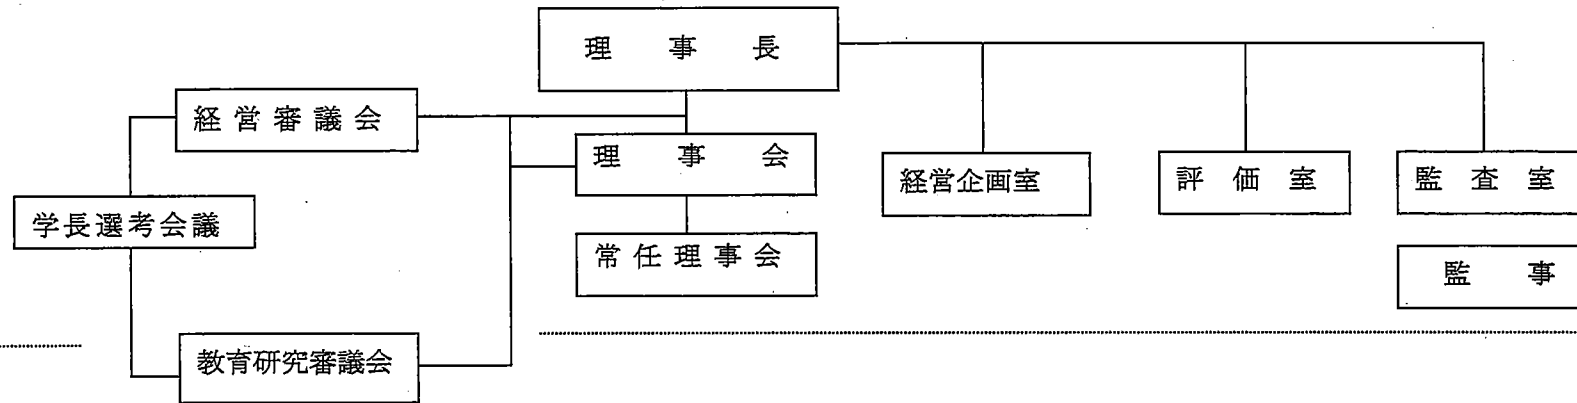 理事長
経営審議会
理事会
経営企画室
評価室
監査室
学長選考会議
常任理事会
監事
教育研究審議会